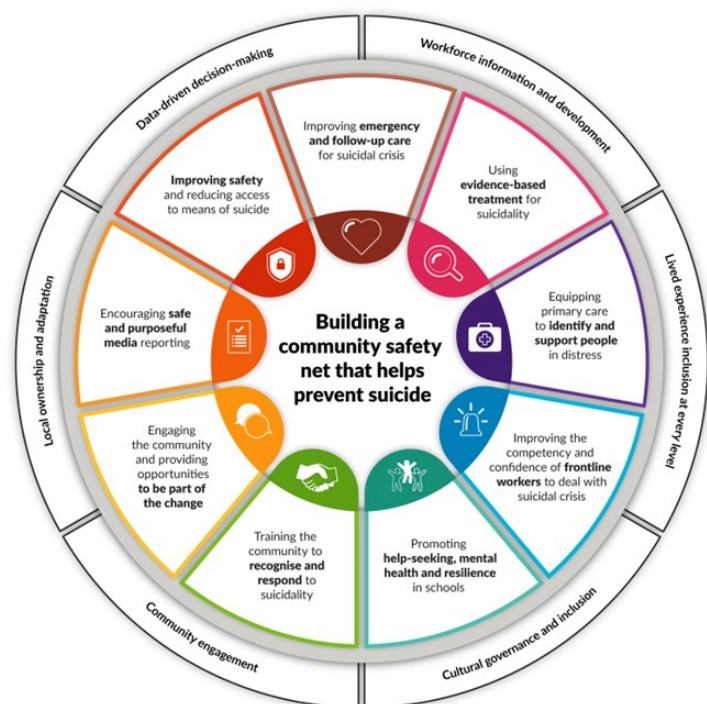 Data-driven decision-making
Workforce information and development
Lived experience inclusion at every level
Cultural governance and inclusion
Community engagement
Local ownership and adaptation
Improving emergency
and follow-up care
for suicidal crisis
Using
evidence-based
treatment for
suicidality
Equipping
primary care
to identify and
support people
in distress
Improving the
competency and
confidence of frontline
workers to deal with
suicidal crisis
Promoting
help-seeking, mental
health and resilience
in schools
Training the
community to
recognise and
respond to
suicidality
Engaging
the community
and providing
opportunities
to be part of
the change
Encouraging safe
and purposeful
media reporting
Improving safety
and reducing access
to means of suicide
Building a
community safety
net that helps
prevent suicide